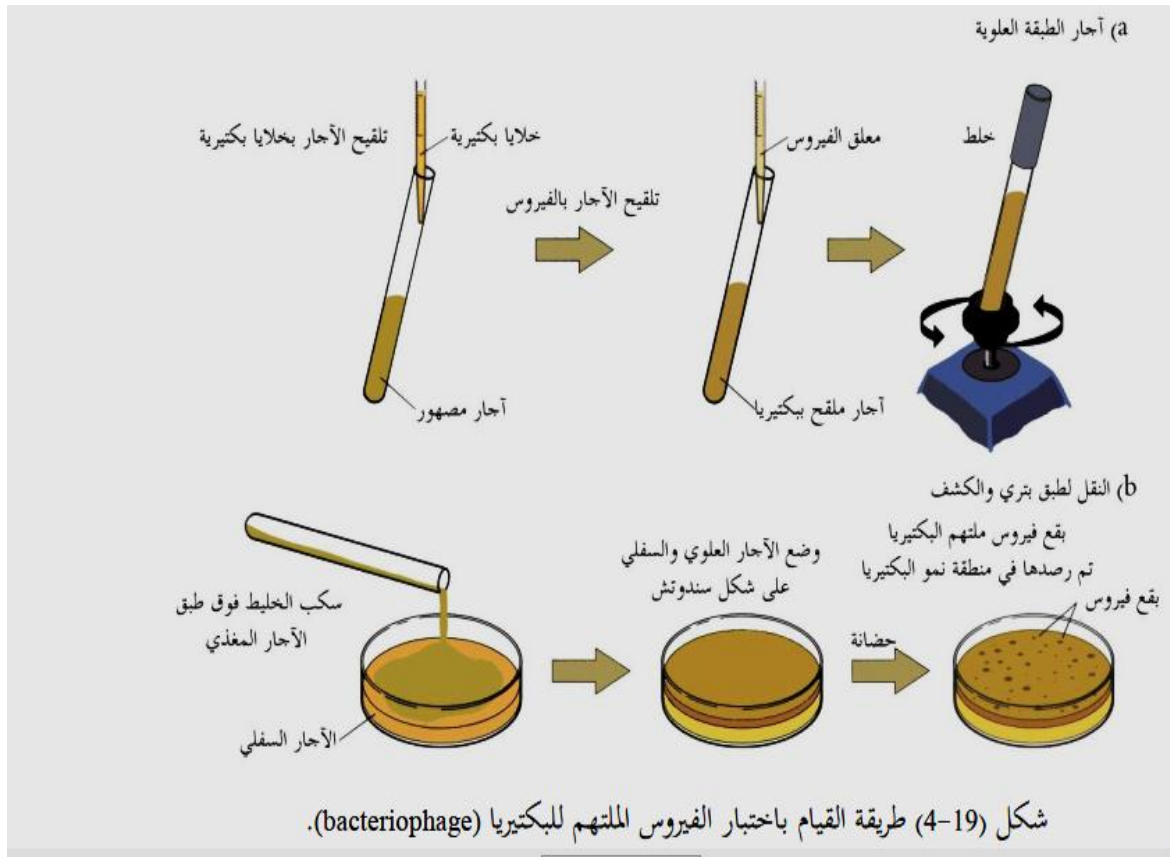 a) آجار الطبقة العلوية
خلط
معلق الفيروس
خلايا بكتيرية
تلقيح الآجار بخلايا بكتيرية
تلقيح الآجار بالفيروس
آجار ملقح ببكتيريا
آجار مصهور
b) النقل لطبق بتري والكشف
بقع فيروس ملتهم البكتيريا
تم رصدها في منطقة نمو البكتيريا
بقع فيروس
وضع الآجار العلوي والسفلي
على شكل سندوتش
حضانة
سكب الخليط فوق طبق
الآجار المغذي
الآجار السفلي
شكل (19-4) طريقة القيام باختبار الفيروس الملتهم للبكتيريا (bacteriophage).